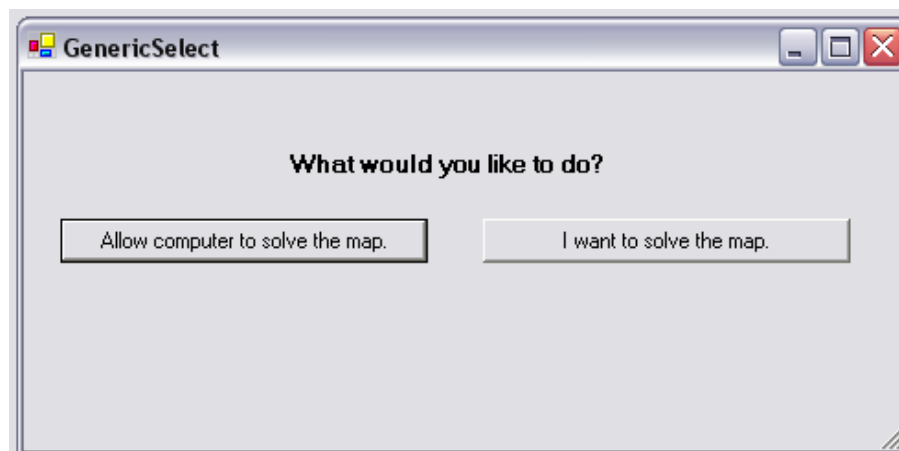 GenericSelect
What would you like to do?
Allow computer to solve the map.
I want to solve the map.